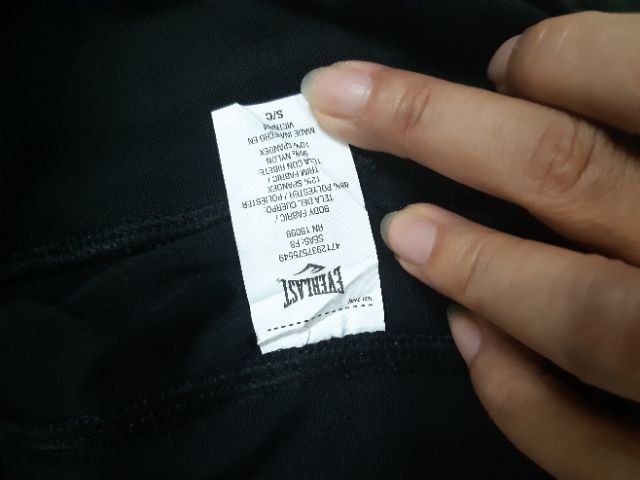 EVERLAST
4712937575549
SEAS: F8
RN 15099
BODY FABRIC /
TELA DEL CUERPO:
88% POLYESTER / POLIESTER
12% SPANDEX
TRIM FABRIC /
TELA CON RIBETE:
90% NYLON
10% SPANDEX
MADE IN/HECHO EN
VIETNAM
S/C